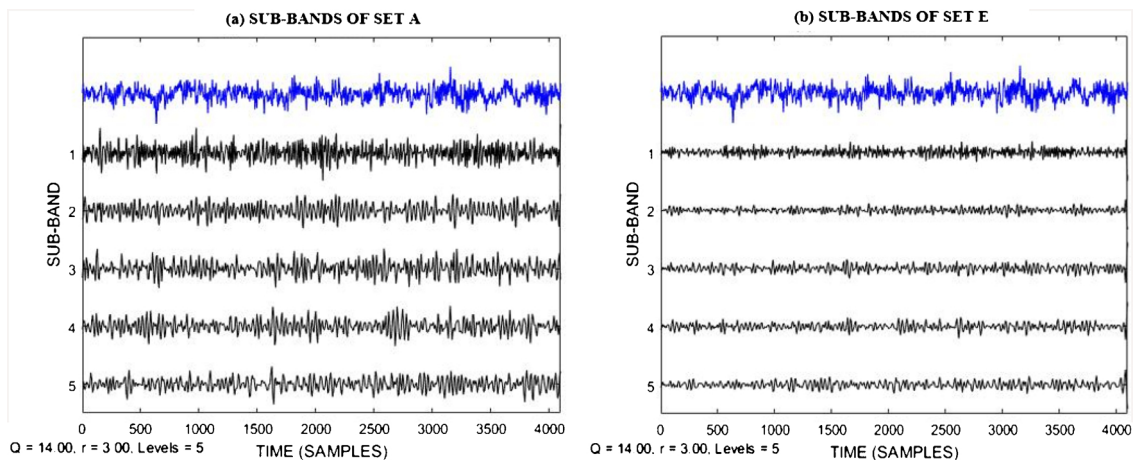 (a) SUB-BANDS OF SET A
SUB-BAND
1
2
3
4
5
0 500 1000 1500 2000 2500 3000 3500 4000
Q = 14.00, r = 3.00, Levels = 5
TIME (SAMPLES)
(b) SUB-BANDS OF SET E
SUB-BAND
1
2
3
4
5
0 500 1000 1500 2000 2500 3000 3500 4000
Q = 14.00, r = 3.00, Levels = 5
TIME (SAMPLES)